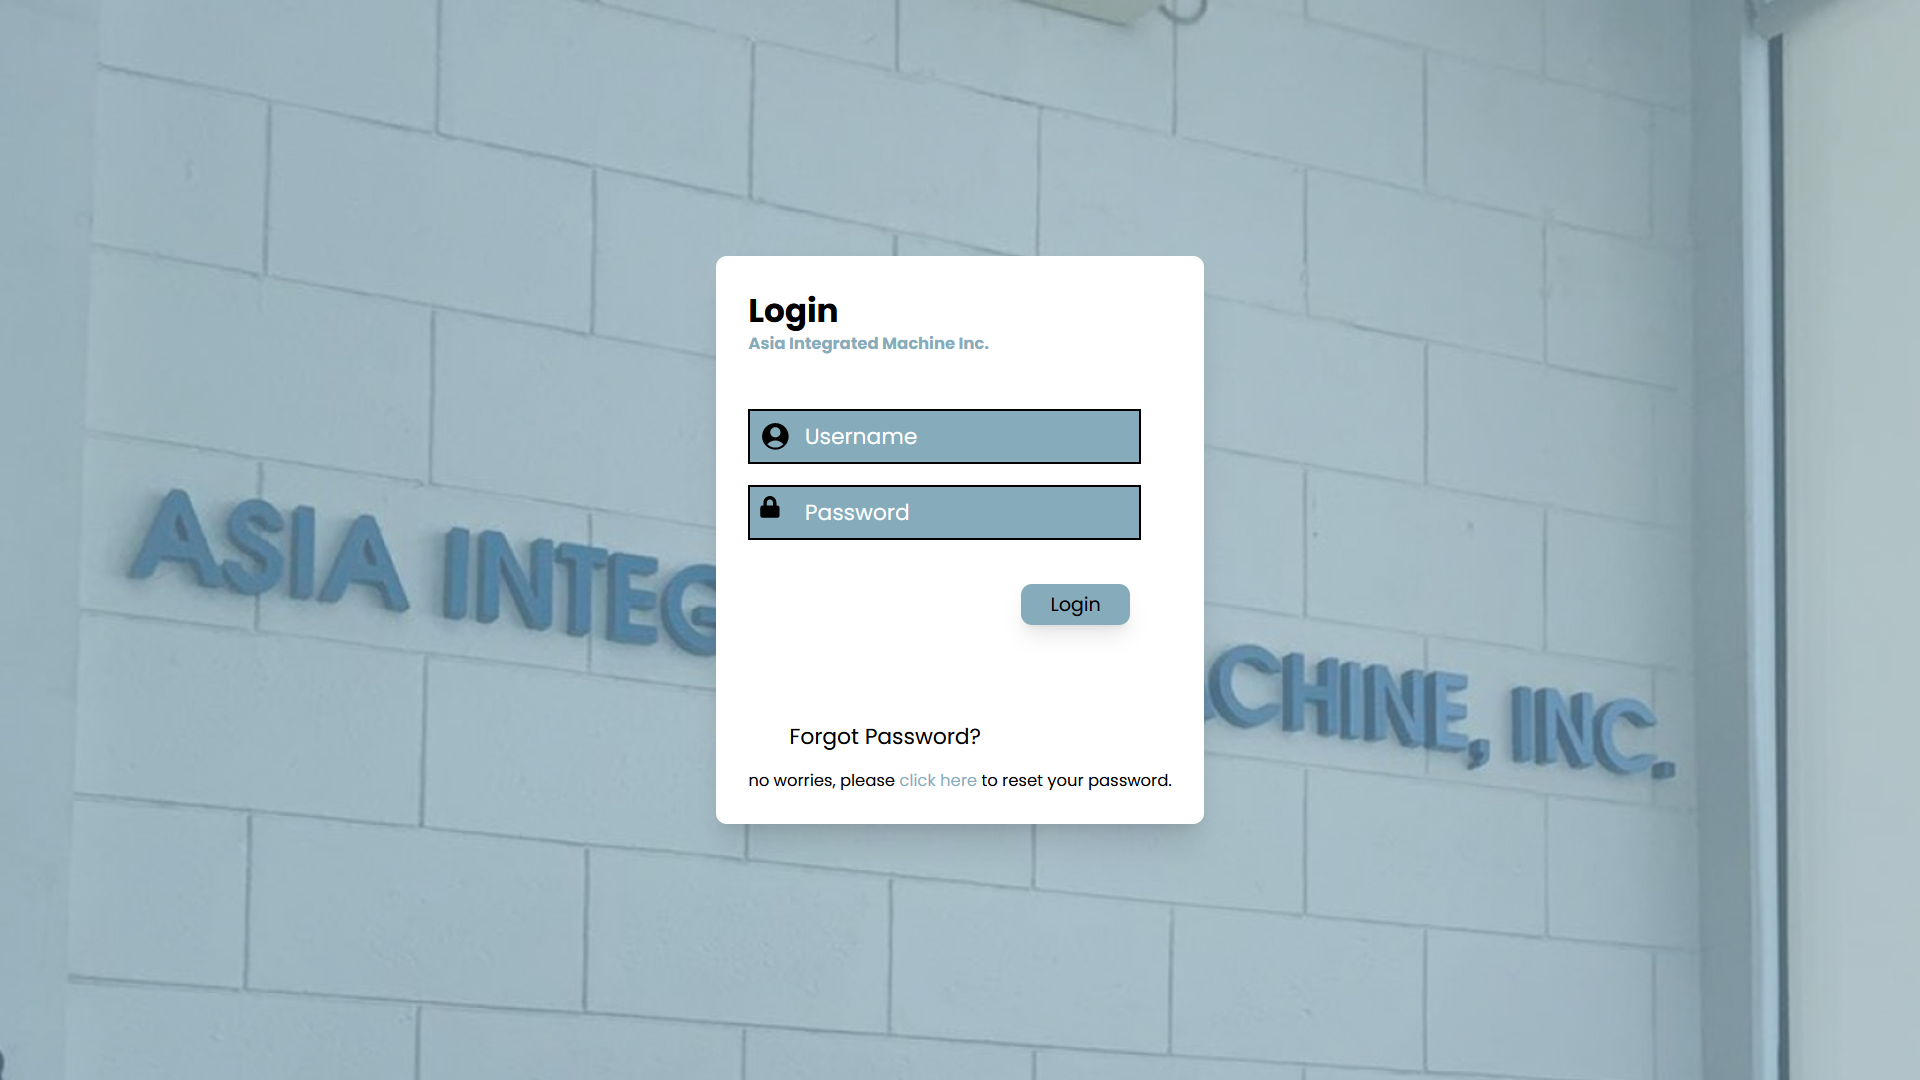 Login
Asia Integrated Machine Inc.
Username
Password
ASIA INTEG
CHINE, INC.
Login
Forgot Password?
no worries, please click here to reset your password.